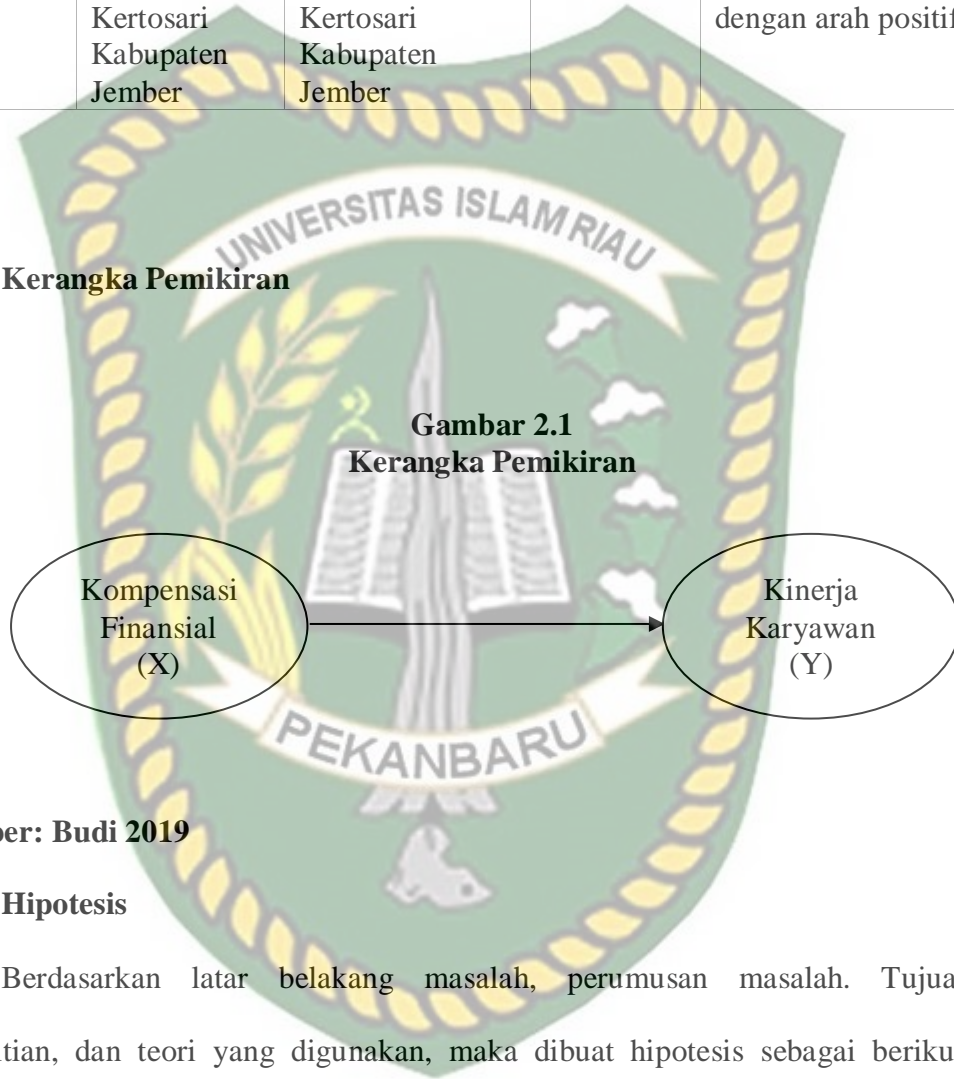 Kertosari Kertosari dengan arah positif
Kabupaten Kabupaten
Jember Jember
UNIVERSITAS ISLAM RIAU
Kerangka Pemikiran
Gambar 2.1
Kerangka Pemikiran
Kompensasi
Finansial
(X)
Kinerja
Karyawan
(Y)
PEKANBARU
ber: Budi 2019
Hipotesis
Berdasarkan latar belakang masalah, perumusan masalah. Tujua
itian, dan teori yang digunakan, maka dibuat hipotesis sebagai beriku